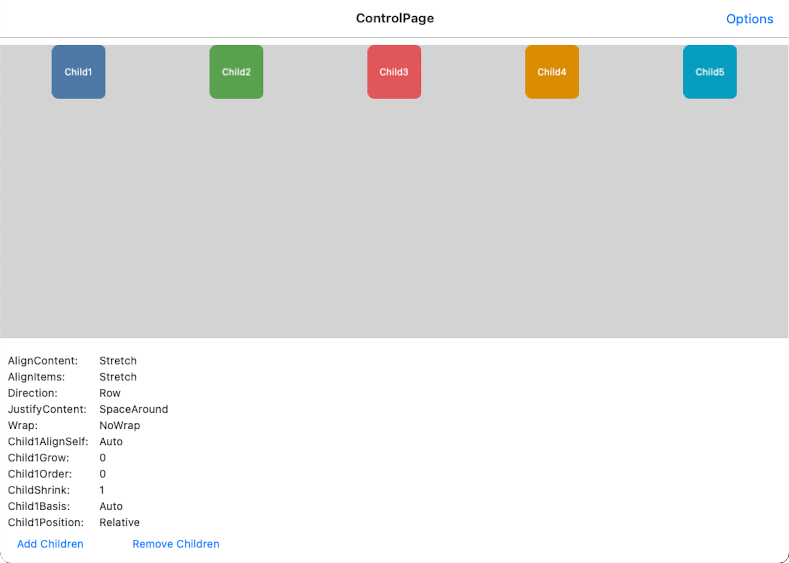 ControlPage
Options
Child1 Child2 Child3 Child4 Child5
AlignContent: Stretch
AlignItems: Stretch
Direction: Row
JustifyContent: SpaceAround
Wrap: NoWrap
Child1AlignSelf: Auto
Child1Grow: 0
Child1Order: 0
ChildShrink: 1
Child1Basis: Auto
Child1Position: Relative
Add Children Remove Children